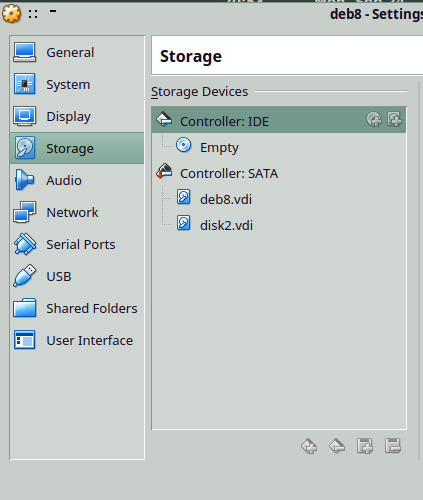 deb8 - Settings
General
System
Display
Storage
Audio
Network
Serial Ports
USB
Shared Folders
User Interface
Storage
Storage Devices
Controller: IDE
Empty
Controller: SATA
deb8.vdi
disk2.vdi